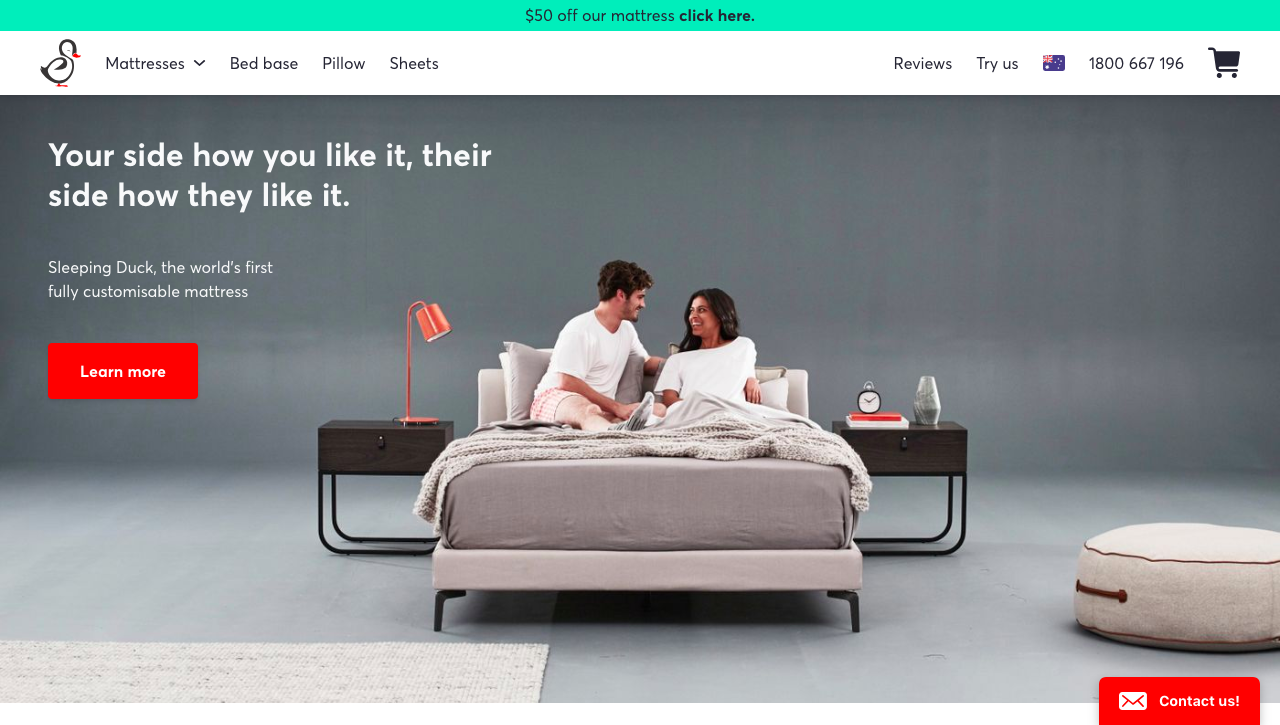 $50 off our mattress click here.
Mattresses
Bed base
Pillow
Sheets
Reviews
Try us
1800 667 196
Your side how you like it, their
side how they like it.
Sleeping Duck, the world's first
fully customisable mattress
Learn more
Contact us!